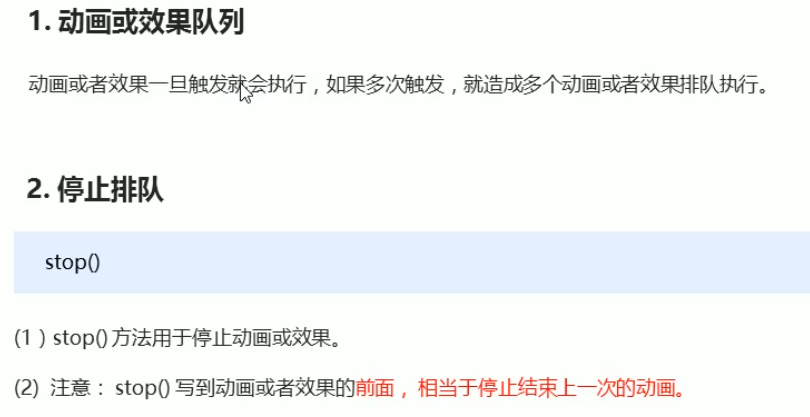 1. 动画或效果队列
动画或者效果一旦触发就会执行，如果多次触发，就造成多个动画或者效果排队执行。
2. 停止排队
stop()
(1）stop() 方法用于停止动画或效果。
(2) 注意： stop() 写到动画或者效果的前面， 相当于停止结束上一次的动画。